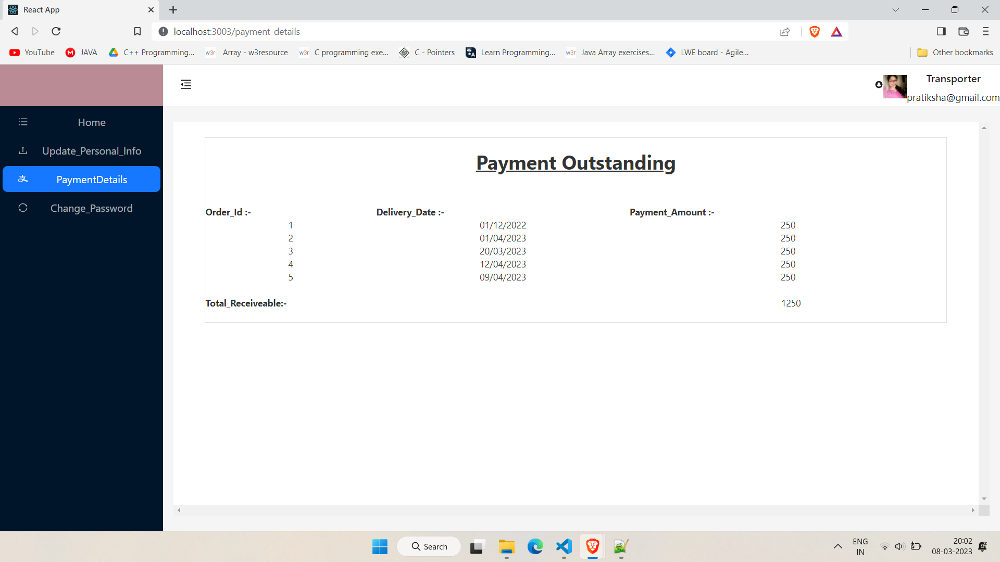 React App
localhost:3003/payment-details
YouTube
JAVA
C++ Programming...
w3r Array - w3resource
w3r C programming exe...
C - Pointers
Learn Programming...
w3r Java Array exercises...
LWE board - Agile...
Other bookmarks
Transporter
pratiksha@gmail.com
Home
Update_Personal_Info
PaymentDetails
Change_Password
Payment Outstanding
Order_Id :- Delivery_Date :- Payment_Amount :-
1 01/12/2022 250
2 01/04/2023 250
3 20/03/2023 250
4 12/04/2023 250
5 09/04/2023 250
Total_Receiveable:- 1250
Search
ENG
IN
20:02
08-03-2023